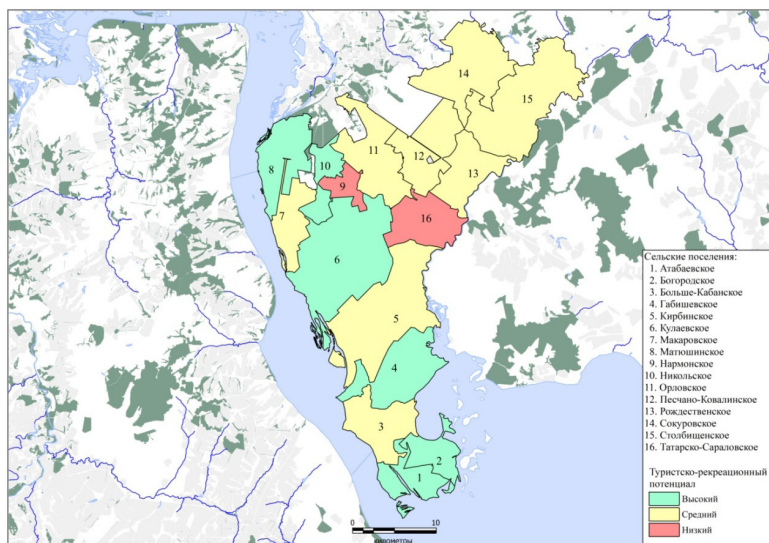 14
15
11
12
10
13
8
9
7
16
6
5
4
3
2
1
Сельские поселения:
1. Атабаевское
2. Богородское
3. Больше-Кабанское
4. Габишевское
5. Кирбинское
6. Кулаевское
7. Макаровское
8. Матюшинское
9. Нармонское
10. Никольское
11. Орловское
12. Песчано-Ковалинское
13. Рождественское
14. Сокуровское
15. Столбищенское
16. Татарско-Сараловское
Туристско-рекреационный
потенциал
Высокий
Средний
Низкий
2 0 10
километры